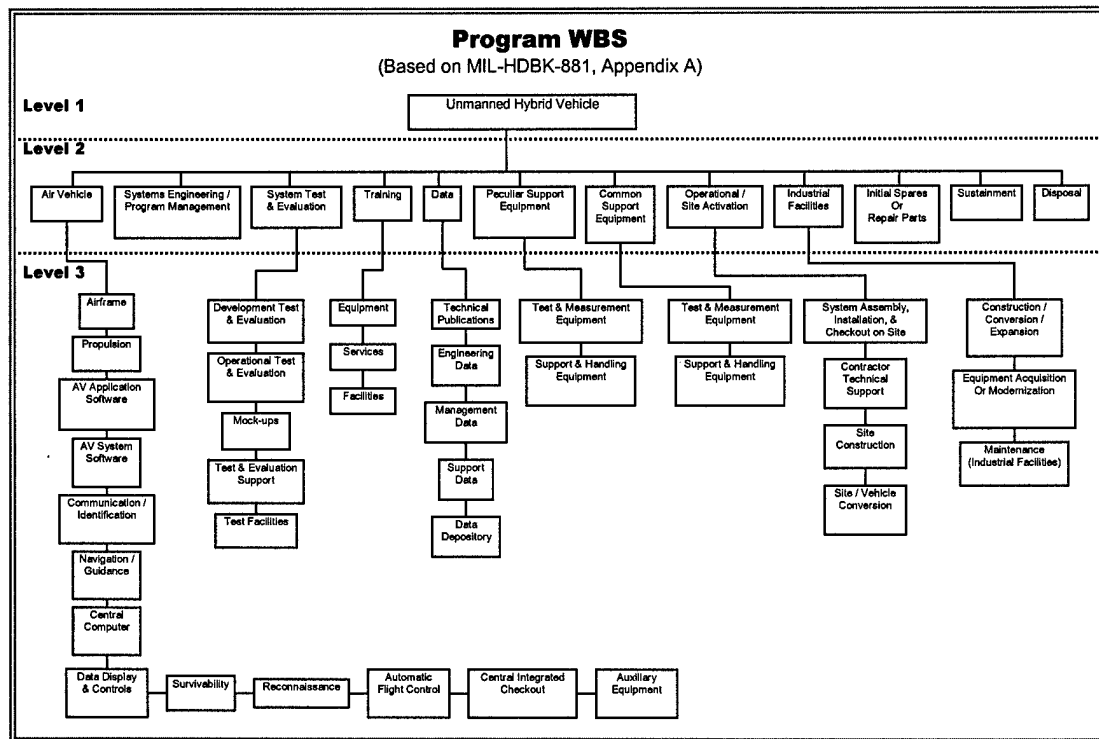 Program WBS
(Based on MIL-HDBK-881, Appendix A)
Level 1
Unmanned Hybrid Vehicle
Level 2
Air Vehicle
Systems Engineering /
Program Management
System Test
& Evaluation
Training
Data
Peculiar Support
Equipment
Common
Support
Equipment
Operational /
Site Activation
Industrial
Facilities
Initial Spares
Or
Repair Parts
Sustainment
Disposal
Level 3
Airframe
Propulsion
AV Application
Software
AV System
Software
Communication /
Identification
Navigation /
Guidance
Central
Computer
Data Display
& Controls
Survivability
Reconnaissance
Automatic
Flight Control
Central Integrated
Checkout
Auxillary
Equipment
Development Test
& Evaluation
Operational Test
& Evaluation
Mock-ups
Test & Evaluation
Support
Test Facilities
Equipment
Services
Facilities
Technical
Publications
Engineering
Data
Management
Data
Support
Data
Data
Depository
Test & Measurement
Equipment
Support & Handling
Equipment
Test & Measurement
Equipment
Support & Handling
Equipment
System Assembly,
Installation, &
Checkout on Site
Contractor
Technical
Support
Site
Construction
Site / Vehicle
Conversion
Construction /
Conversion /
Expansion
Equipment Acquisition
Or Modernization
Maintenance
(Industrial Facilities)